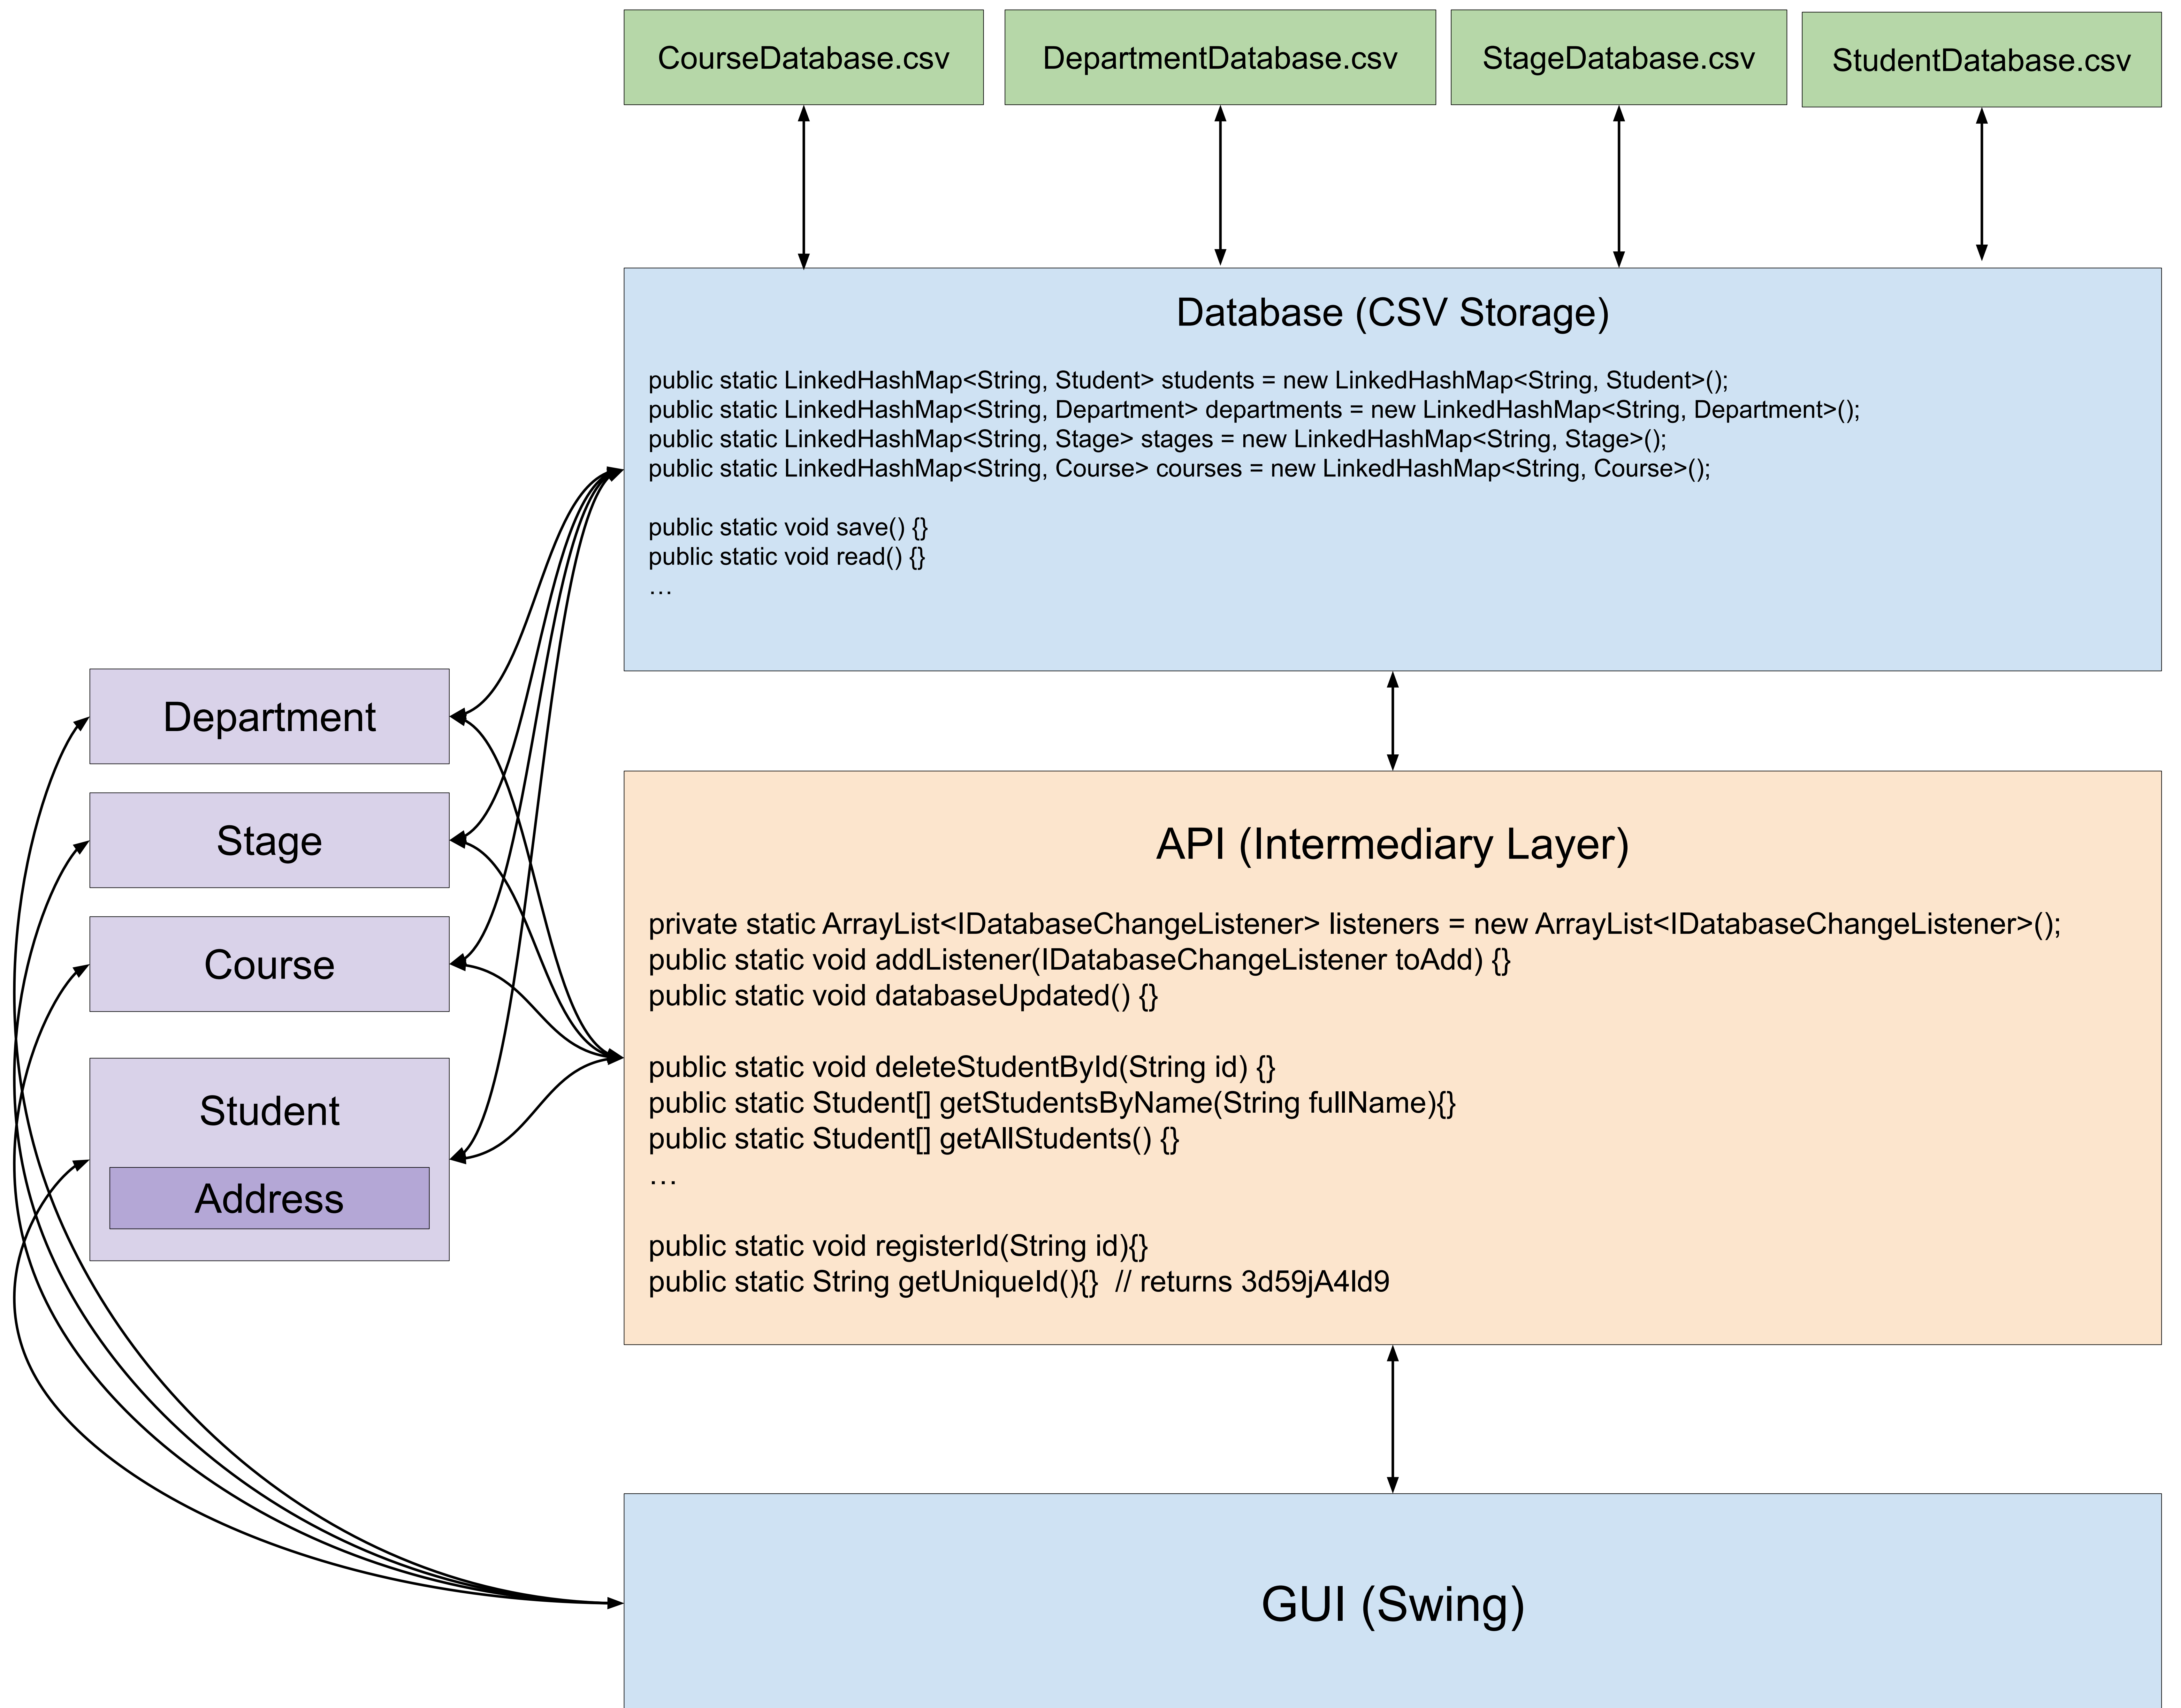 CourseDatabase.csv
DepartmentDatabase.csv
StageDatabase.csv
StudentDatabase.csv
Database (CSV Storage)
public static LinkedHashMap<String, Student> students = new LinkedHashMap<String, Student>();
public static LinkedHashMap<String, Department> departments = new LinkedHashMap<String, Department>();
public static LinkedHashMap<String, Stage> stages = new LinkedHashMap<String, Stage>();
public static LinkedHashMap<String, Course> courses = new LinkedHashMap<String, Course>();
public static void save() {}
public static void read() {}
…
Department
Stage
Course
Student
Address
API (Intermediary Layer)
private static ArrayList<IDatabaseChangeListener> listeners = new ArrayList<IDatabaseChangeListener>();
public static void addListener(IDatabaseChangeListener toAdd) {}
public static void databaseUpdated() {}
public static void deleteStudentById(String id) {}
public static Student[] getStudentsByName(String fullName){}
public static Student[] getAllStudents() {}
…
public static void registerId(String id){}
public static String getUniqueId(){}  // returns 3d59jA4ld9
GUI (Swing)